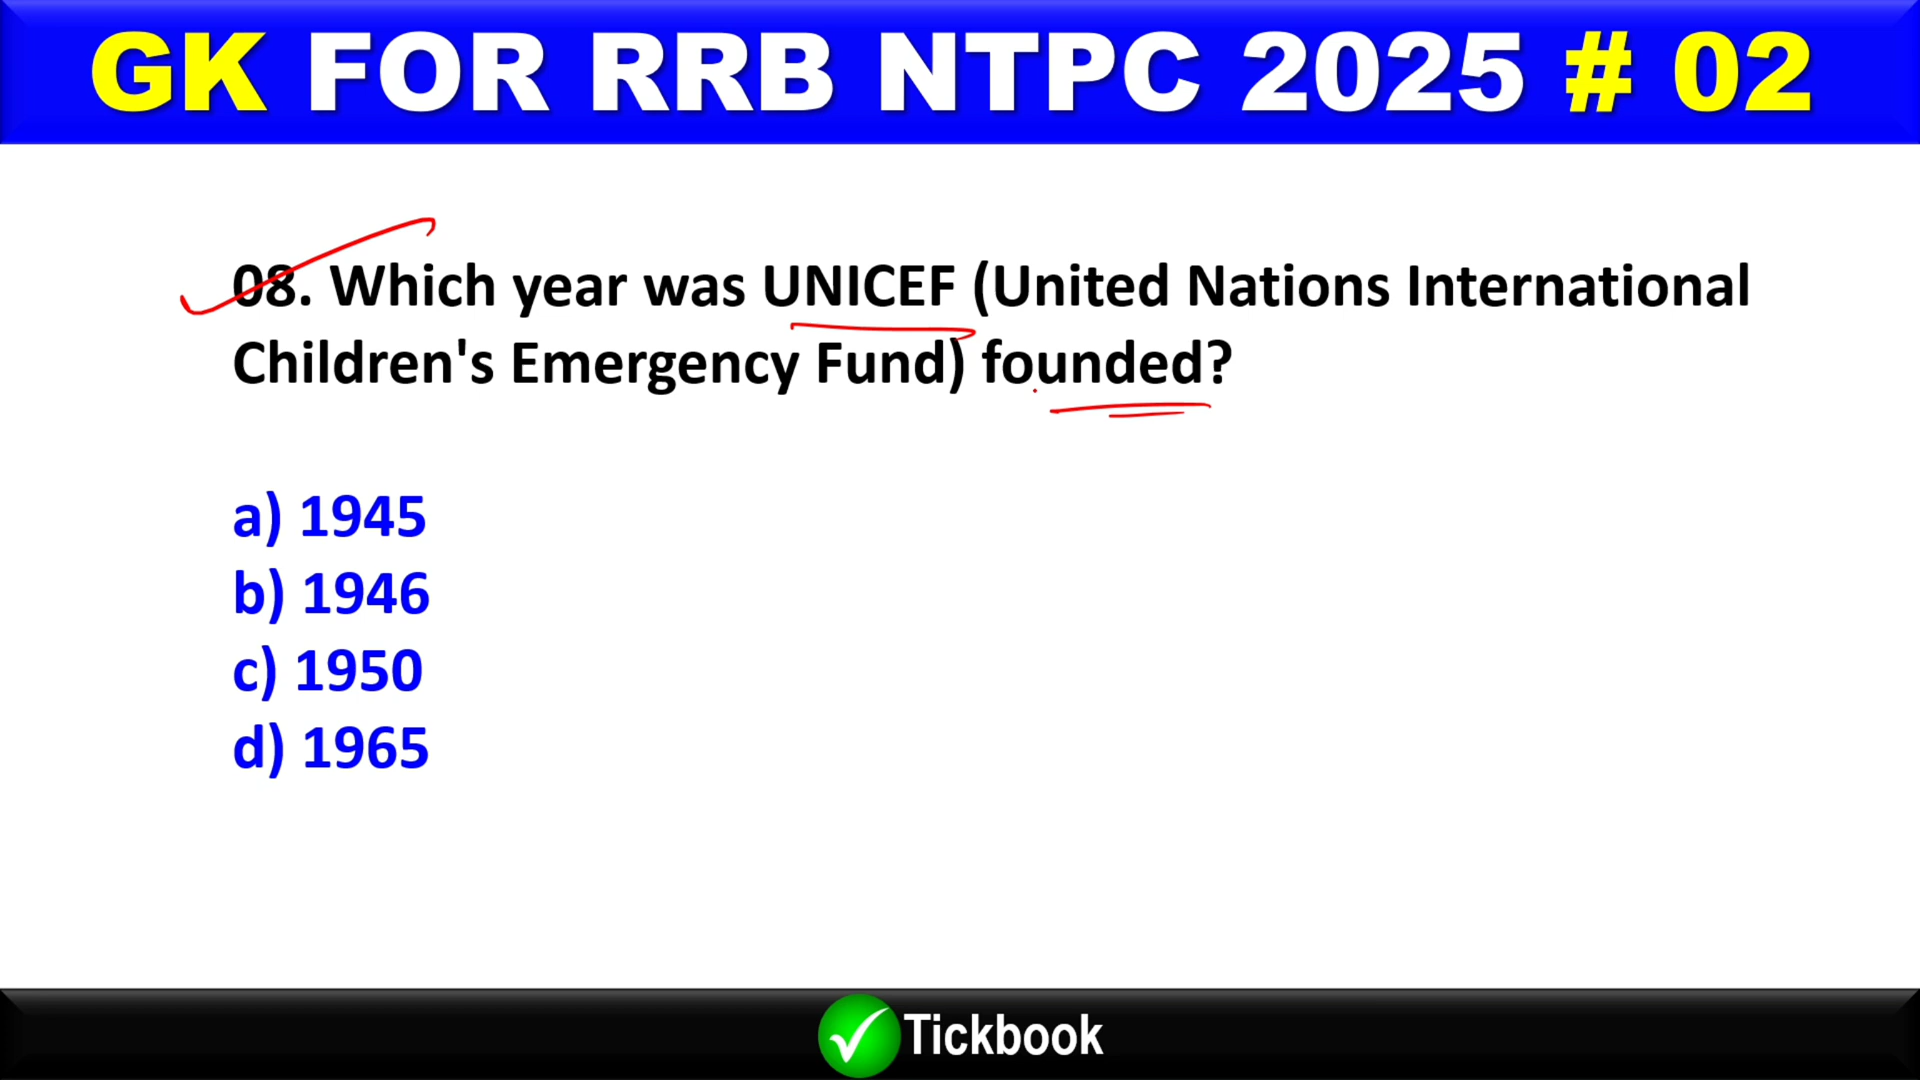 GK FOR RRB NTPC 2025 # 02
08. Which year was UNICEF (United Nations International
Children's Emergency Fund) founded?
a) 1945
b) 1946
c) 1950
d) 1965
Tickbook